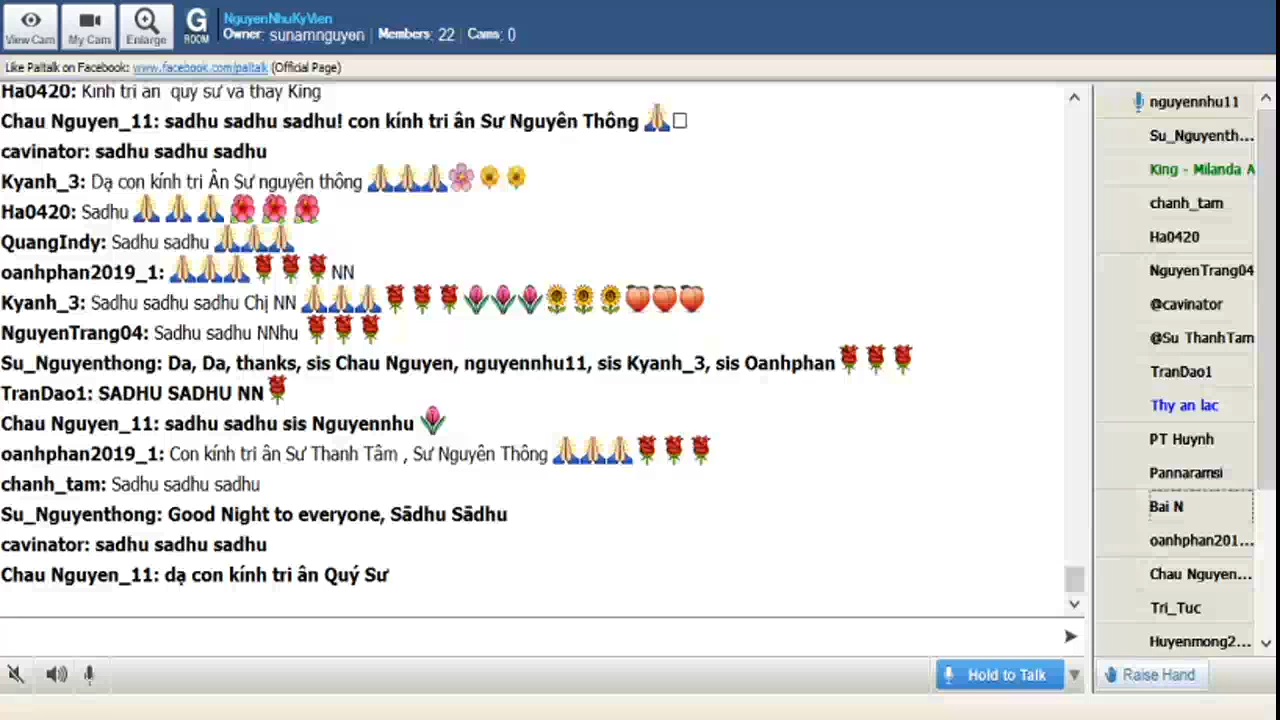 NguyenNhuKyVien
View Cam My Cam Enlarge G ROOM Owner: sunamnguyen | Members: 22 | Cams: 0
Like Paltalk on Facebook: www.facebook.com/paltalk (Official Page)
Ha0420: Kính tri ân quý sư và thầy King
Chau Nguyen_11: sadhu sadhu sadhu! con kính tri ân Sư Nguyên Thông 🙏□
cavinator: sadhu sadhu sadhu
Kyanh_3: Dạ con kính tri Ân Sư nguyên thông 🙏🙏🙏🌸🌼🌼
Ha0420: Sadhu 🙏🙏🙏🌺🌺🌺
QuangIndy: Sadhu sadhu 🙏🙏🙏
oanhphan2019_1: 🙏🙏🙏🌹🌹🌹NN
Kyanh_3: Sadhu sadhu sadhu Chị NN 🙏🙏🙏🌹🌹🌹🌷🌷🌷🌻🌻🌻🍑🍑🍑
NguyenTrang04: Sadhu sadhu NNhu 🌹🌹🌹
Su_Nguyenthong: Da, Da, thanks, sis Chau Nguyen, nguyennhu11, sis Kyanh_3, sis Oanhphan🌹🌹🌹
TranDao1: SADHU SADHU NN🌹
Chau Nguyen_11: sadhu sadhu sis Nguyennhu 🌷
oanhphan2019_1: Con kính tri ân Sư Thanh Tâm , Sư Nguyên Thông 🙏🙏🙏🌹🌹🌹
chanh_tam: Sadhu sadhu sadhu
Su_Nguyenthong: Good Night to everyone, Sādhu Sādhu
cavinator: sadhu sadhu sadhu
Chau Nguyen_11: dạ con kính tri ân Quý Sư
Hold to Talk
nguyennhu11
Su_Nguyenth...
King - Milanda A
chanh_tam
Ha0420
NguyenTrang04
@cavinator
@Su ThanhTam
TranDao1
Thy an lac
PT Huynh
Pannaramsi
Bai N
oanhphan201...
Chau Nguyen...
Tri_Tuc
Huyenmong2...
Raise Hand